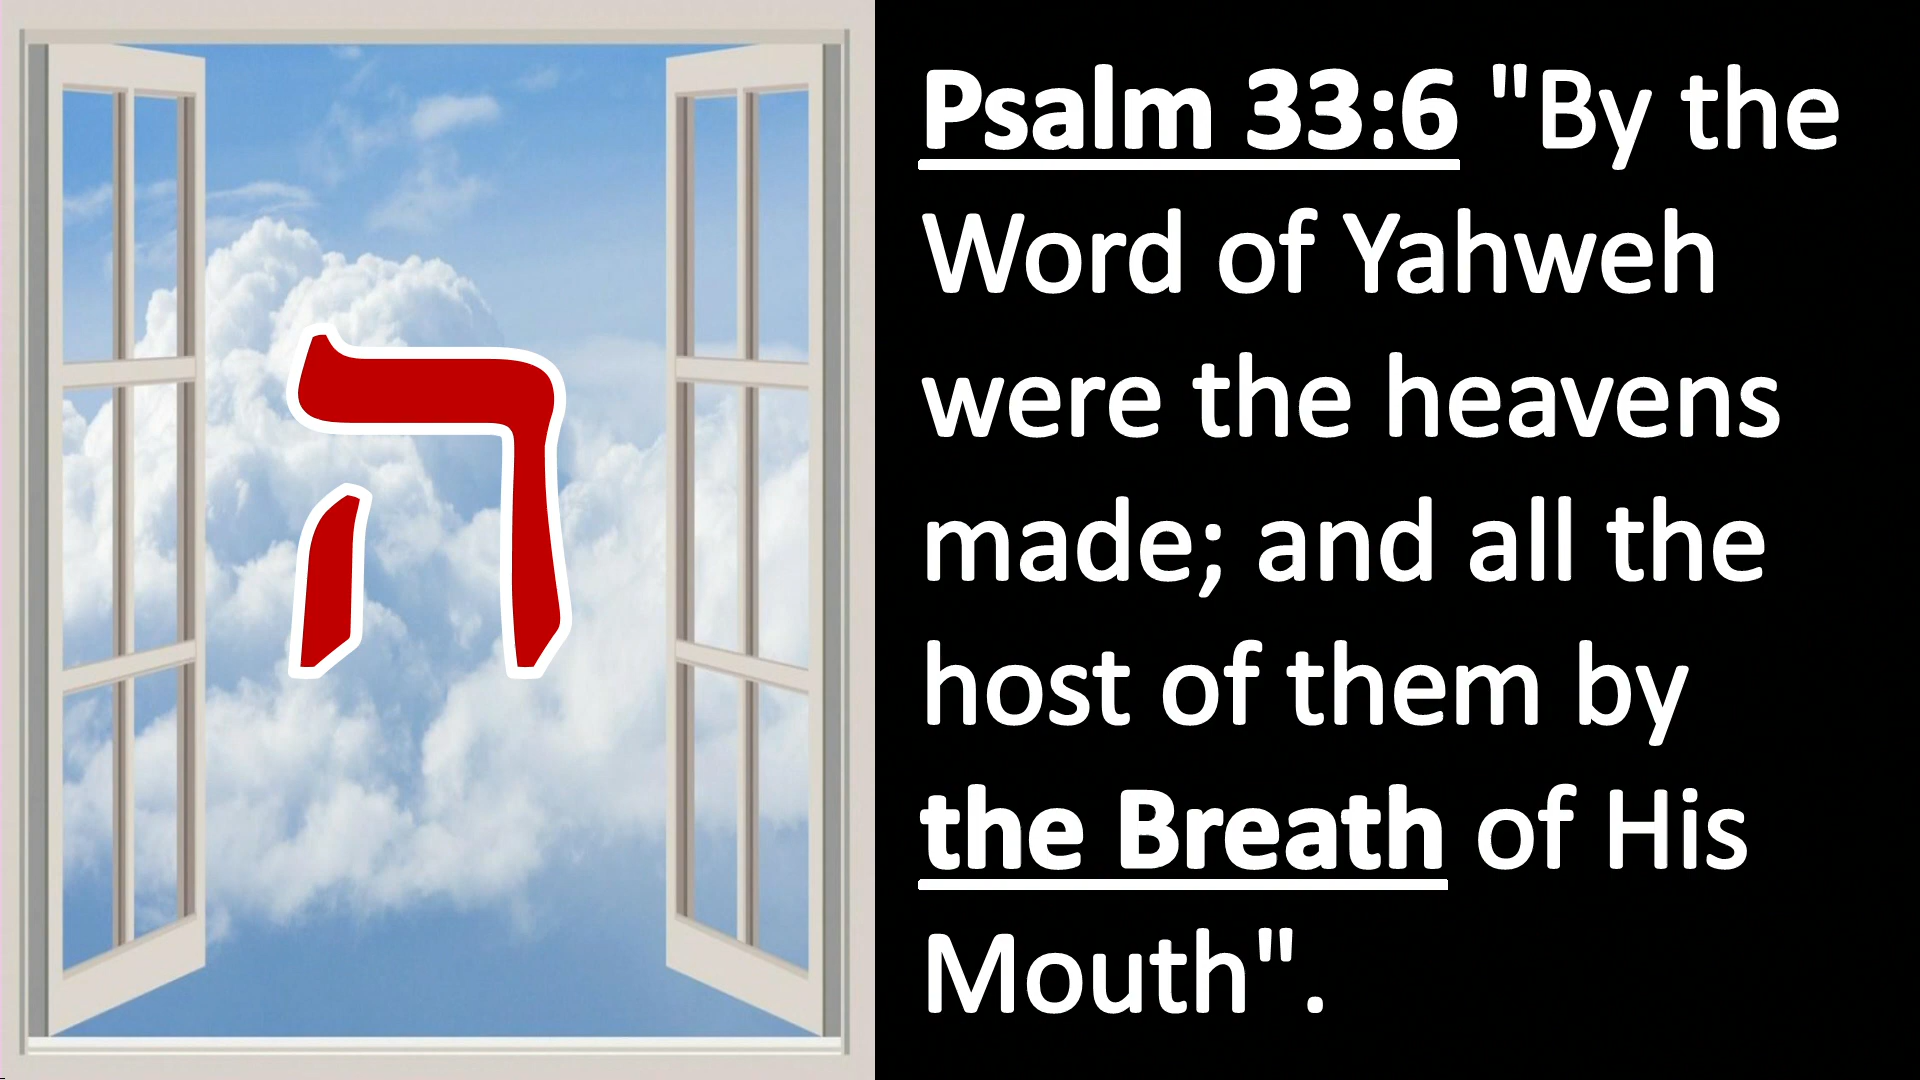 ה
Psalm 33:6 "By the
Word of Yahweh
were the heavens
made; and all the
host of them by
the Breath of His
Mouth".